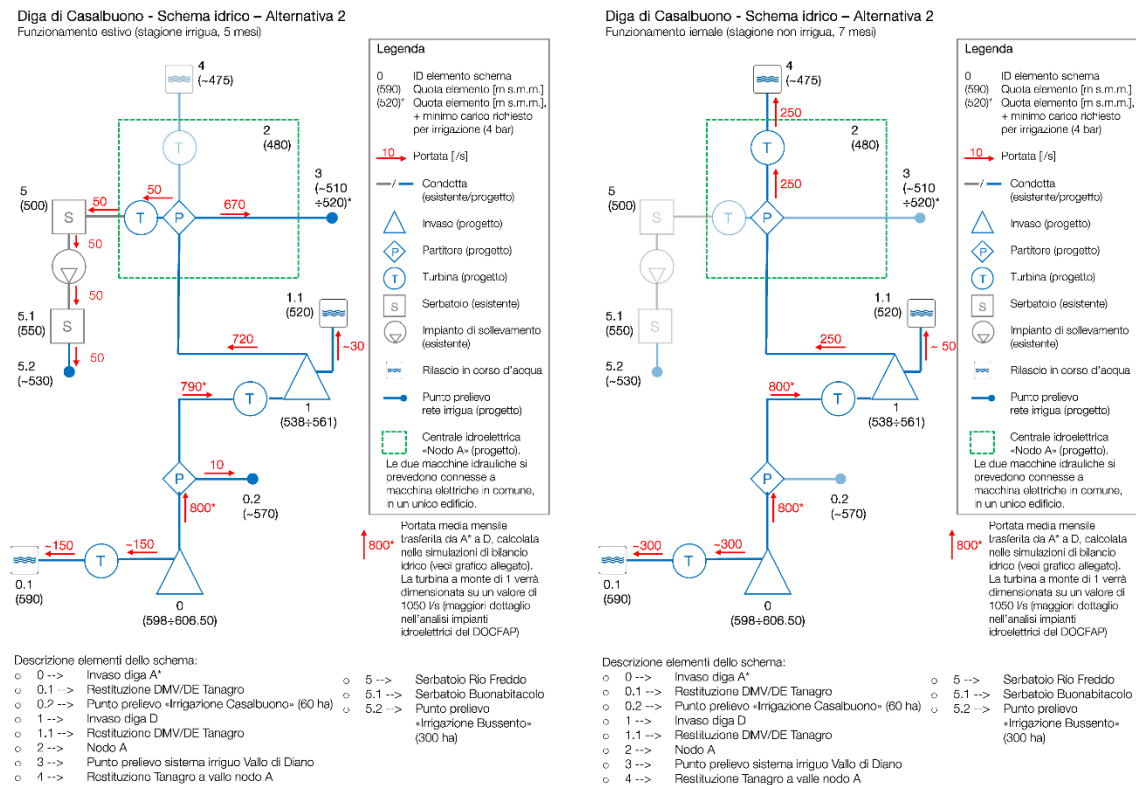 Diga di Casalbuono - Schema idrico – Alternativa 2
Funzionamento estivo (stagione irrigua, 5 mesi)
4
(~475)
T
2
(480)
50
50
670
3
(~510
÷520)*
5
(500)
S
T
P
50
50
5.1
(550)
S
50
5.2
(~530)
1.1
(520)
~30
720
790*
T
1
(538÷561)
P
10
0.2
(~570)
800*
~150
~150
T
0.1
(590)
0
(598÷606.50)
Legenda
0 ID elemento schema
(590) Quota elemento [m s.m.m.]
(520)* Quota elemento [m s.m.m.],
+ minimo carico richiesto
per irrigazione (4 bar)
10 Portata [/s]
/ Condotta
(esistente/progetto)
Invaso (progetto)
P Partitore (progetto)
T Turbina (progetto)
S Serbatoio (esistente)
Impianto di sollevamento
(esistente)
Rilascio in corso d'acqua
Punto prelievo
rete irrigua (progetto)
Centrale idroelettrica
«Nodo A» (progetto).
Le due macchine idrauliche si
prevedono connesse a
macchina elettriche in comune,
in un unico edificio.
800*
Portata media mensile
trasferita da A* a D, calcolata
nelle simulazioni di bilancio
idrico (veci grafico allegato).
La turbina a monte di 1 verrà
dimensionata su un valore di
1050 l/s (maggiori dottaglio
nell'analisi impianti
idroelettrici del DOCFAP)
Descrizione elementi dello schema:
o 0 --> Invaso diga A*
o 0.1 --> Restituzione DMV/DE Tanagro
o 0.2 --> Punto prelievo «Irrigazione Casalbuono» (60 ha)
o 1 --> Invaso diga D
o 1.1 --> Restituzione DMV/DE Tanagro
o 2 --> Nodo A
o 3 --> Punto prelievo sistema irriguo Vallo di Diano
o 4 --> Restituzione Tanagro a valle nodo A
o 5 --> Serbatoio Rio Freddo
o 5.1 --> Serbatoio Buonabitacolo
o 5.2 --> Punto prelievo
«Irrigazione Bussento»
(300 ha)
Diga di Casalbuono - Schema idrico – Alternativa 2
Funzionamento iemale (stagione non irrigua, 7 mesi)
4
(~475)
250
T
2
(480)
250
3
(~510
÷520)*
5
(500)
S
T
P
5.1
(550)
S
5.2
(~530)
1.1
(520)
~ 50
250
800*
T
1
(538÷561)
P
0.2
(~570)
800*
~300
~300
T
0.1
(590)
0
(598÷606.50)
Legenda
0 ID elemento schema
(590) Quota elemento [m s.m.m.]
(520)* Quota elemento [m s.m.m.],
+ minimo carico richiesto
per irrigazione (4 bar)
10 Portata [/s]
/ Condotta
(esistente/progetto)
Invaso (progetto)
P Partitore (progetto)
T Turbina (progetto)
S Serbatoio (esistente)
Impianto di sollevamento
(esistente)
Rilascio in corso d'acqua
Punto prelievo
rete irrigua (progetto)
Centrale idroelettrica
«Nodo A» (progetto).
Le due macchine idrauliche si
prevedono connesse a
macchina elettriche in comune,
in un unico edificio.
800*
Portata media mensile
trasferita da A* a D, calcolata
nelle simulazioni di bilancio
idrico (veci grafico allegato).
La turbina a monte di 1 verrà
dimensionata su un valore di
1050 l/s (maggiori dottaglio
nell'analisi impianti
idroelettrici del DOCFAP)
Descrizione elementi dello schema:
o 0 --> Invaso diga A*
o 0.1 --> Restituzione DMV/DE Tanagro
o 0.2 --> Punto prelievo «Irrigazione Casalbuono» (60 ha)
o 1 --> Invaso diga D
o 1.1 --> Restituzione DMV/DE Tanagro
o 2 --> Nodo A
o 3 --> Punto prelievo sistema irriguo Vallo di Diano
o 4 --> Restituzione Tanagro a valle nodo A
o 5 --> Serbatoio Rio Freddo
o 5.1 --> Serbatoio Buonabitacolo
o 5.2 --> Punto prelievo
«Irrigazione Bussento»
(300 ha)